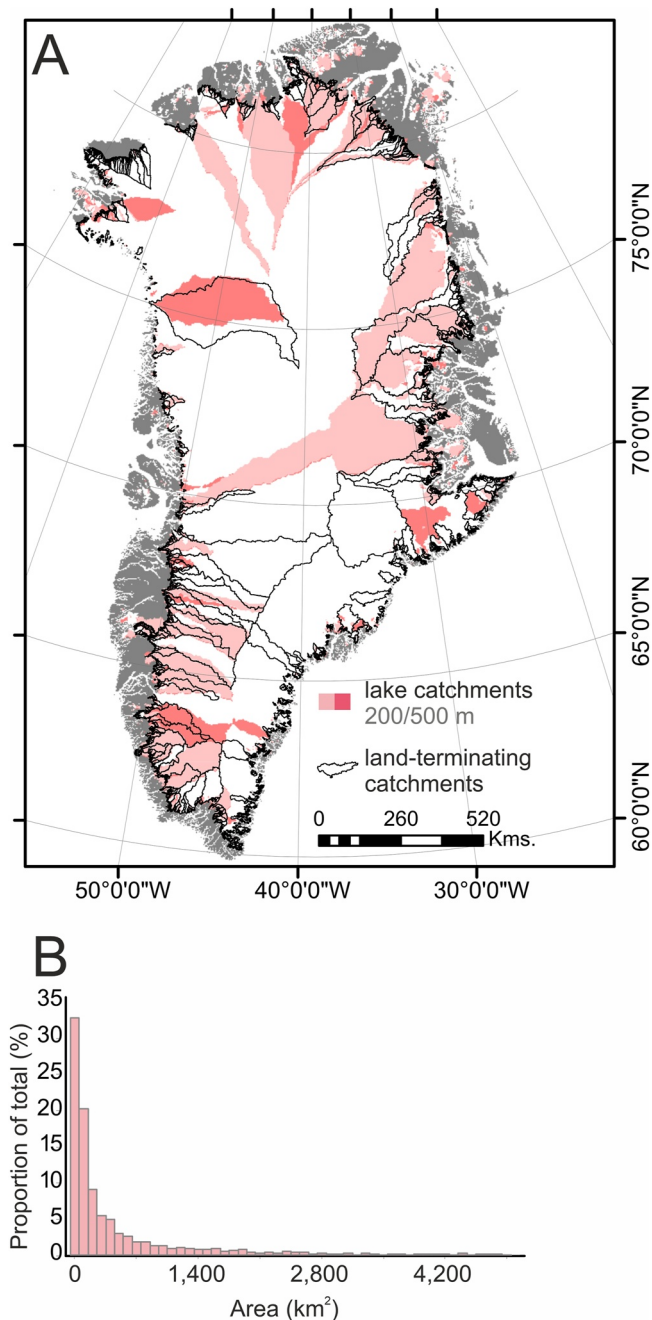 A
75°0'0"N
70°0'0"N
65°0'0"N
60°0'0"N
lake catchments
200/500 m
land-terminating
catchments
0 260 520
Kms.
50°0'0"W 40°0'0"W 30°0'0"W
B
Proportion of total (%)
35
30
25
20
15
10
5
0
0 1,400 2,800 4,200
Area (km²)